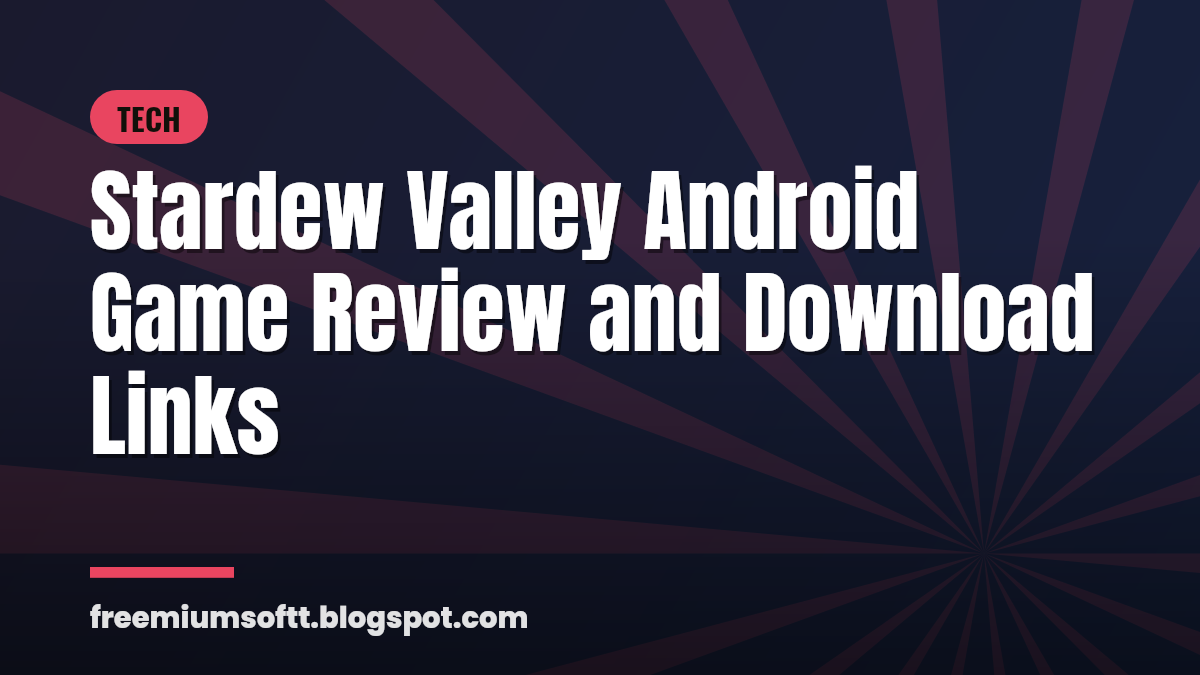 TECH
Stardew Valley Android
Game Review and Download
Links
freemiumsoftt.blogspot.com